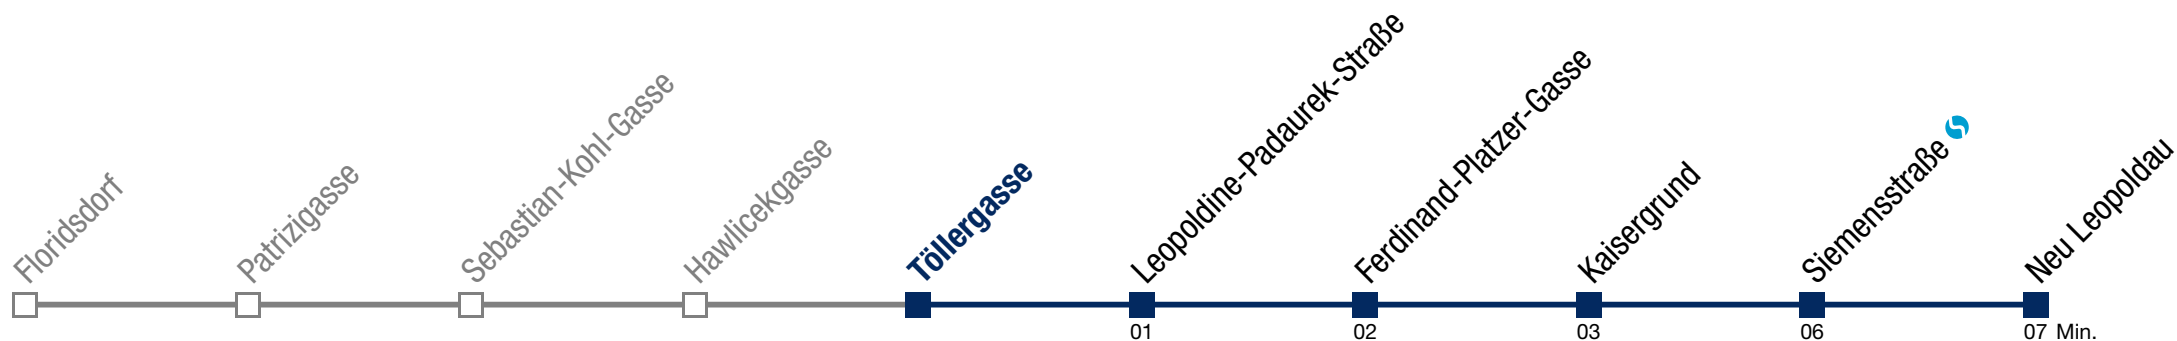 Floridsdorf
Patrizigasse
Sebastian-Kohl-Gasse
Hawlicekgasse
Töllergasse
Leopoldine-Padaurek-Straße
Ferdinand-Platzer-Gasse
Kaisergrund
Siemensstraße
Neu Leopoldau
01
02
03
06
07 Min.